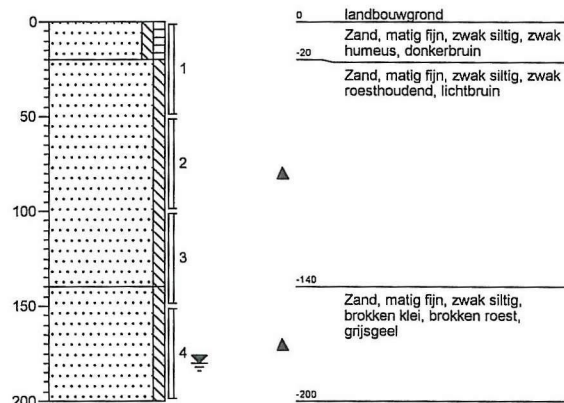 0
50
100
150
200
1
2
3
4
0 landbouwgrond
Zand, matig fijn, zwak siltig, zwak
humeus, donkerbruin
-20
Zand, matig fijn, zwak siltig, zwak
roesthoudend, lichtbruin
-140
Zand, matig fijn, zwak siltig,
brokken klei, brokken roest,
grijsgeel
-200